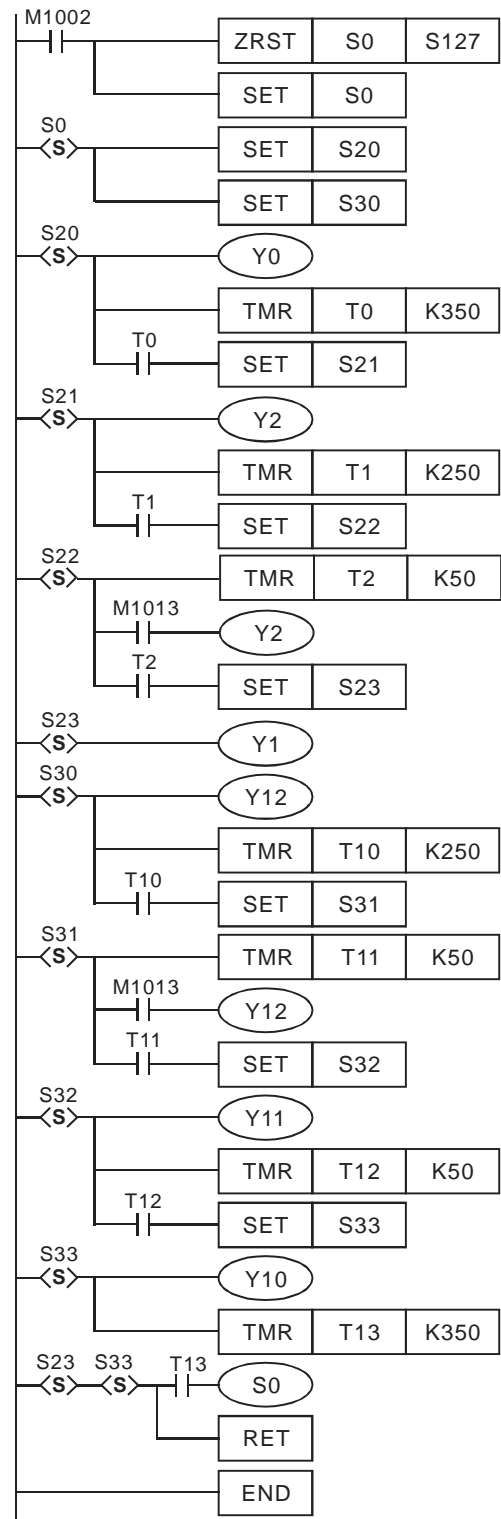 M1002
ZRST S0 S127
SET S0
S0
S SET S20
SET S30
S20
S Y0
TMR T0 K350
T0
SET S21
S21
S Y2
TMR T1 K250
T1
SET S22
S22
S TMR T2 K50
M1013
Y2
T2
SET S23
S23
S Y1
S30
S Y12
TMR T10 K250
T10
SET S31
S31
S TMR T11 K50
M1013
Y12
T11
SET S32
S32
S Y11
TMR T12 K50
T12
SET S33
S33
S Y10
TMR T13 K350
S23 S33 T13
S S S0
RET
END